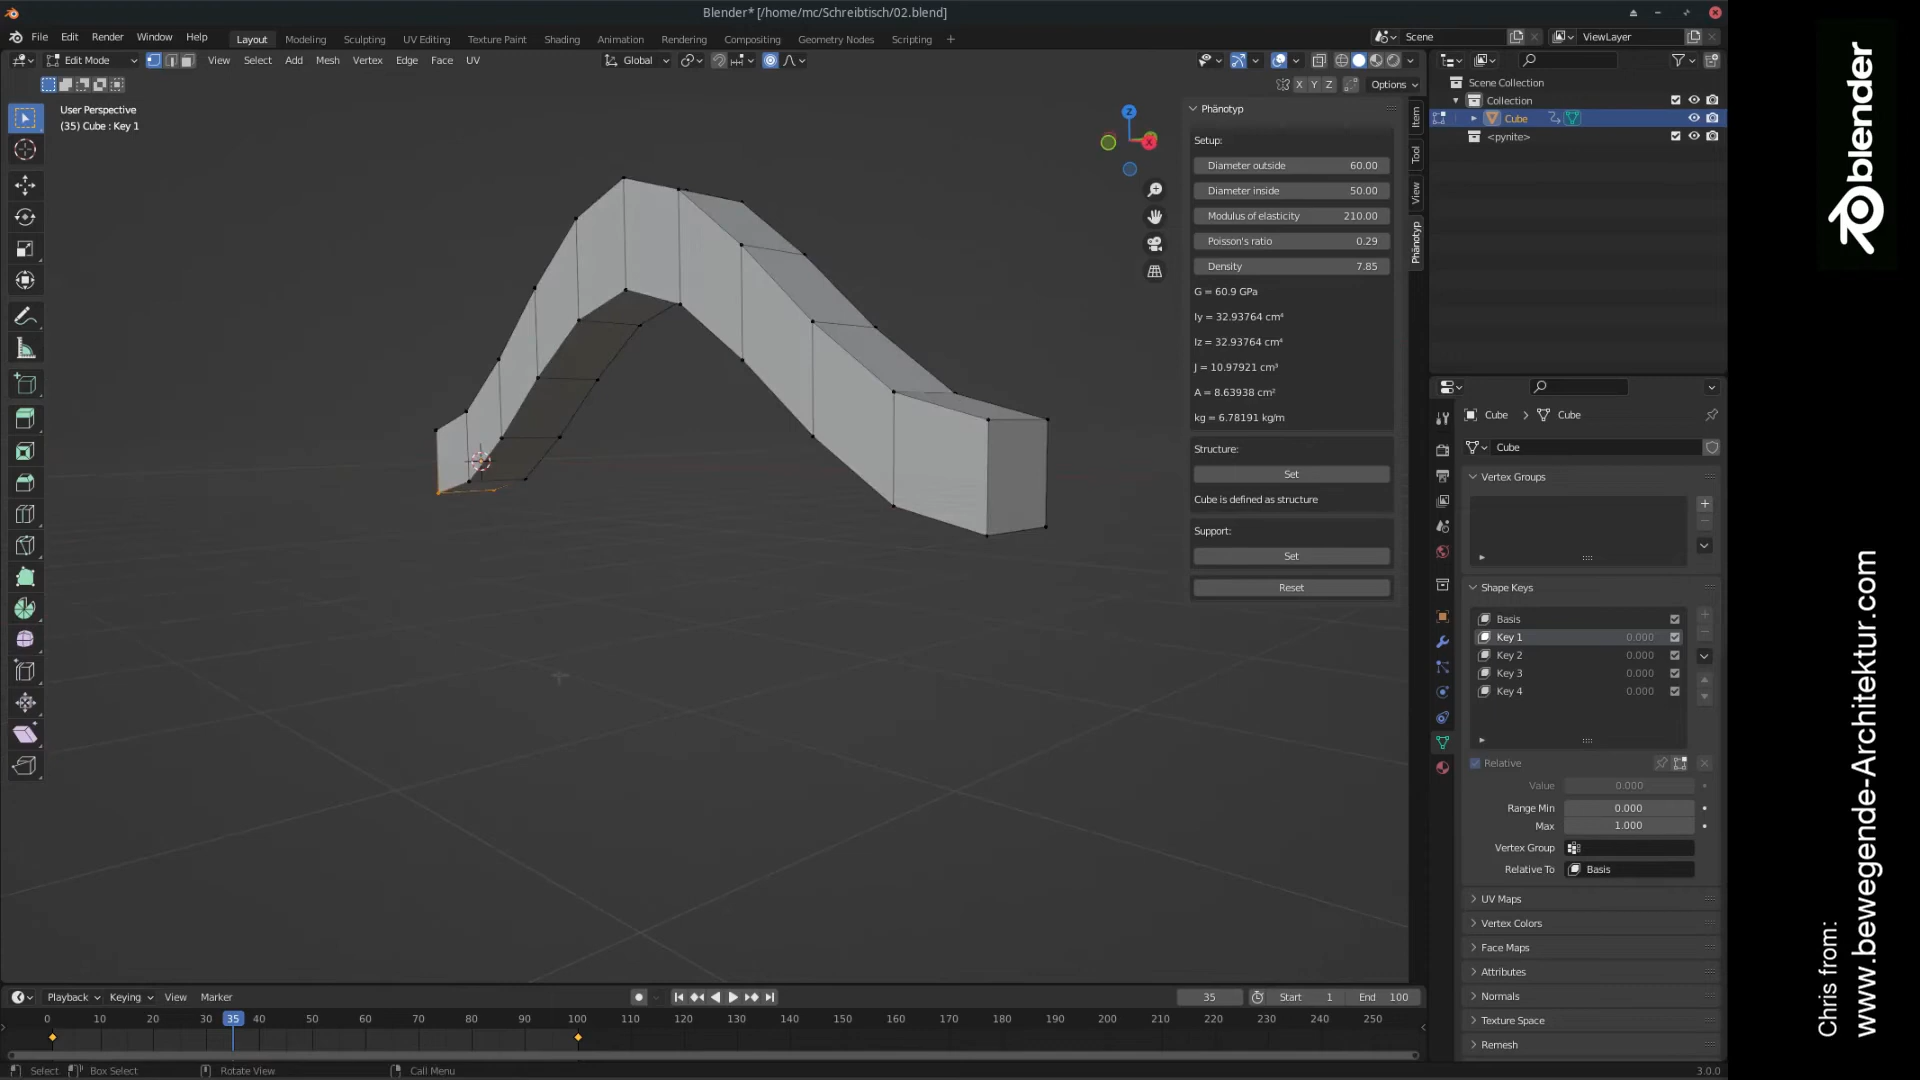 Blender* [/home/mc/Schreibtisch/02.blend]
File Edit Render Window Help
Layout Modeling Sculpting UV Editing Texture Paint Shading Animation Rendering Compositing Geometry Nodes Scripting +
Scene
ViewLayer
Edit Mode
View Select Add Mesh Vertex Edge Face UV
Global
X Y Z
Options
User Perspective
(35) Cube : Key 1
Z
X
Phänotyp
Setup:
Diameter outside 60.00
Diameter inside 50.00
Modulus of elasticity 210.00
Poisson's ratio 0.29
Density 7.85
G = 60.9 GPa
Iy = 32.93764 cm⁴
Iz = 32.93764 cm⁴
J = 10.97921 cm³
A = 8.63938 cm²
kg = 6.78191 kg/m
Structure:
Set
Cube is defined as structure
Support:
Set
Reset
Item
Tool
View
Phänotyp
Scene Collection
Collection
Cube
<pynite>
Cube > Cube
Cube
Vertex Groups
Shape Keys
Basis
Key 1 0.000
Key 2 0.000
Key 3 0.000
Key 4 0.000
Relative
Value 0.000
Range Min 0.000
Max 1.000
Vertex Group
Relative To Basis
UV Maps
Vertex Colors
Face Maps
Attributes
Normals
Texture Space
Remesh
Playback Keying View Marker
35
Start 1
End 100
0 10 20 35 40 50 60 70 80 90 100 110 120 130 140 150 160 170 180 190 200 210 220 230 240 250
Select Box Select Rotate View Call Menu
3.0.0
blender
Chris from:
www.bewegende-Architektur.com